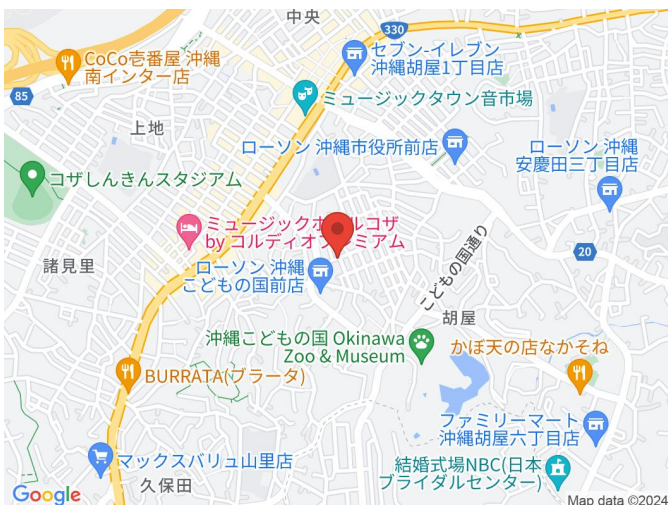 中央
330
CoCo壱番屋 沖縄
南インター店
セブン-イレブン
沖縄胡屋1丁目店
85
ミュージックタウン音市場
上地
ローソン 沖縄市役所前店
ローソン 沖縄
安慶田三丁目店
コザしんきんスタジアム
ミュージックホテルコザ
by コルディオプレミアム
諸見里
ローソン 沖縄
こどもの国前店
こどもの国通り
20
胡屋
沖縄こどもの国 Okinawa
Zoo & Museum
かぼ天の店なかそね
BURRATA(ブラータ)
ファミリーマート
沖縄胡屋六丁目店
マックスバリュ山里店
結婚式場NBC(日本
ブライダルセンター)
久保田
Google
Map data ©2024